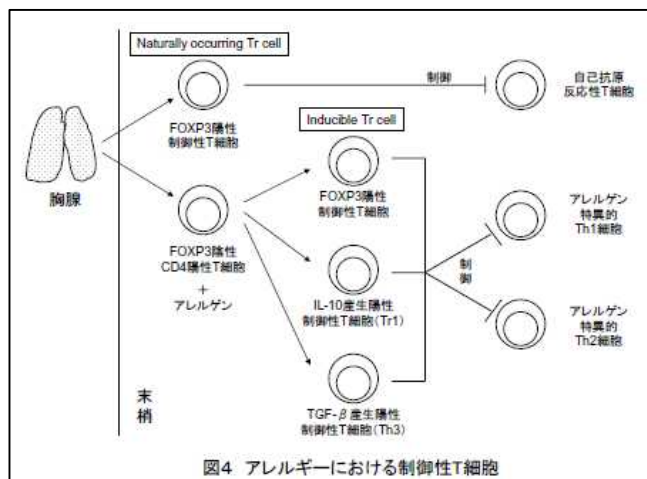 Naturally occurring Tr cell
制御
自己抗原
反応性T細胞
FOXP3陽性
制御性T細胞
Inducible Tr cell
胸腺
FOXP3陽性
制御性T細胞
アレルゲン
特異的
Th1細胞
FOXP3陰性
CD4陽性T細胞
+
アレルゲン
制御
IL-10産生陽性
制御性T細胞(Tr1)
アレルゲン
特異的
Th2細胞
末梢
TGF-β産生陽性
制御性T細胞(Th3)
図4 アレルギーにおける制御性T細胞